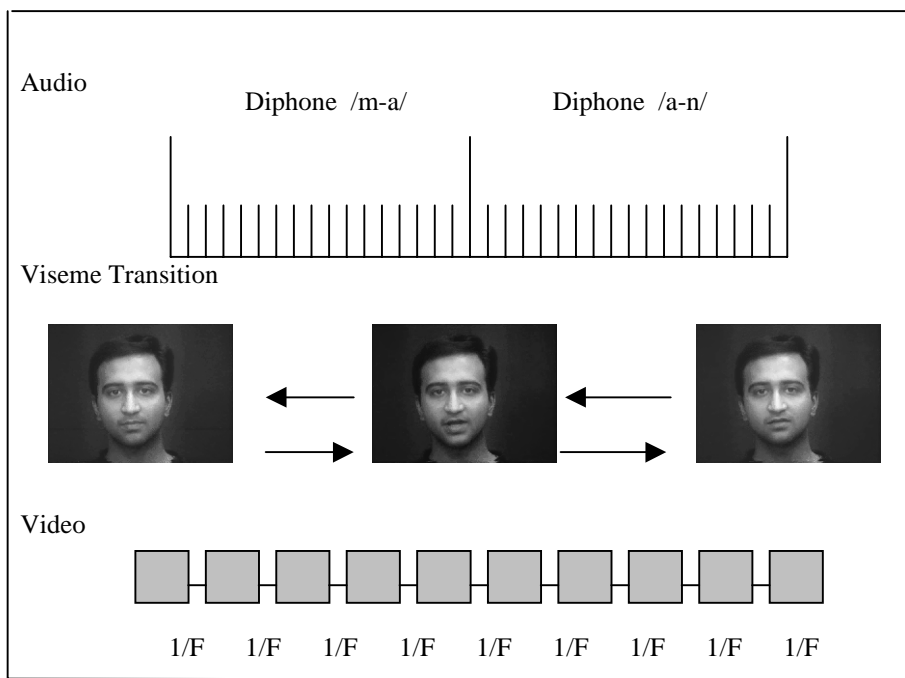 Audio
Diphone /m-a/ Diphone /a-n/
Viseme Transition
Video
1/F 1/F 1/F 1/F 1/F 1/F 1/F 1/F 1/F